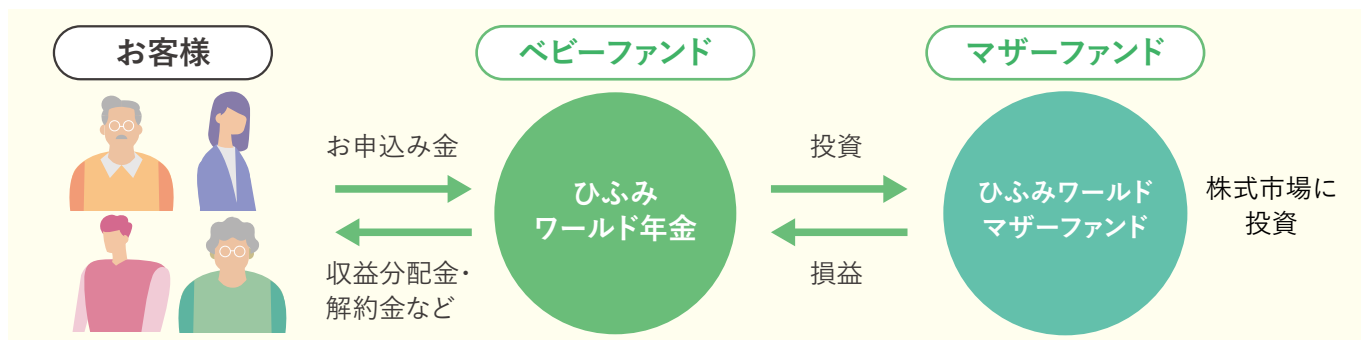 お客様
ベビーファンド
マザーファンド
お申込み金
収益分配金・
解約金など
ひふみ
ワールド年金
投資
損益
ひふみワールド
マザーファンド
株式市場に
投資